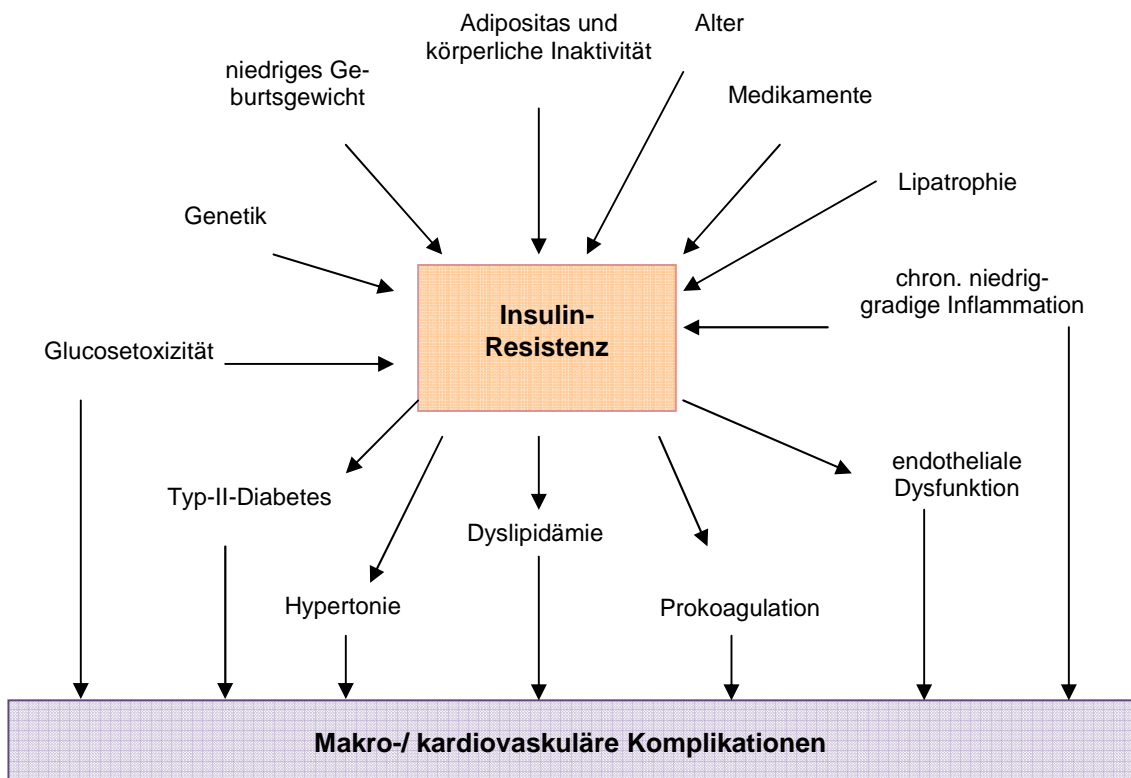 Adipositas und
körperliche Inaktivität
Alter
niedriges Ge-
burtsgewicht
Medikamente
Lipatrophie
Genetik
chron. niedrig-
gradige Inflammation
Insulin-
Resistenz
Glucosetoxizität
endotheliale
Dysfunktion
Typ-II-Diabetes
Dyslipidämie
Hypertonie
Prokoagulation
Makro-/ kardiovaskuläre Komplikationen